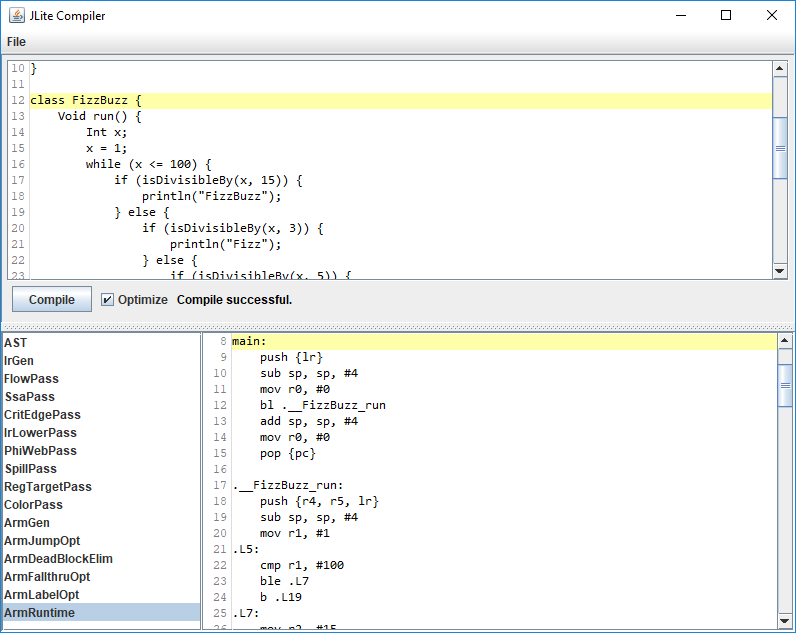 JLite Compiler
File
10 }
11
12 class FizzBuzz {
13     Void run() {
14         Int x;
15         x = 1;
16         while (x <= 100) {
17             if (isDivisibleBy(x, 15)) {
18                 println("FizzBuzz");
19             } else {
20                 if (isDivisibleBy(x, 3)) {
21                     println("Fizz");
22                 } else {
23                     if (isDivisibleBy(x, 5)) {
Compile Optimize Compile successful.
AST
IrGen
FlowPass
SsaPass
CritEdgePass
IrLowerPass
PhiWebPass
SpillPass
RegTargetPass
ColorPass
ArmGen
ArmJumpOpt
ArmDeadBlockElim
ArmFallthruOpt
ArmLabelOpt
ArmRuntime
8 main:
9     push {lr}
10     sub sp, sp, #4
11     mov r0, #0
12     bl .__FizzBuzz_run
13     add sp, sp, #4
14     mov r0, #0
15     pop {pc}
16
17 .__FizzBuzz_run:
18     push {r4, r5, lr}
19     sub sp, sp, #4
20     mov r1, #1
21 .L5:
22     cmp r1, #100
23     ble .L7
24     b .L19
25 .L7:
26     mov r2, #15